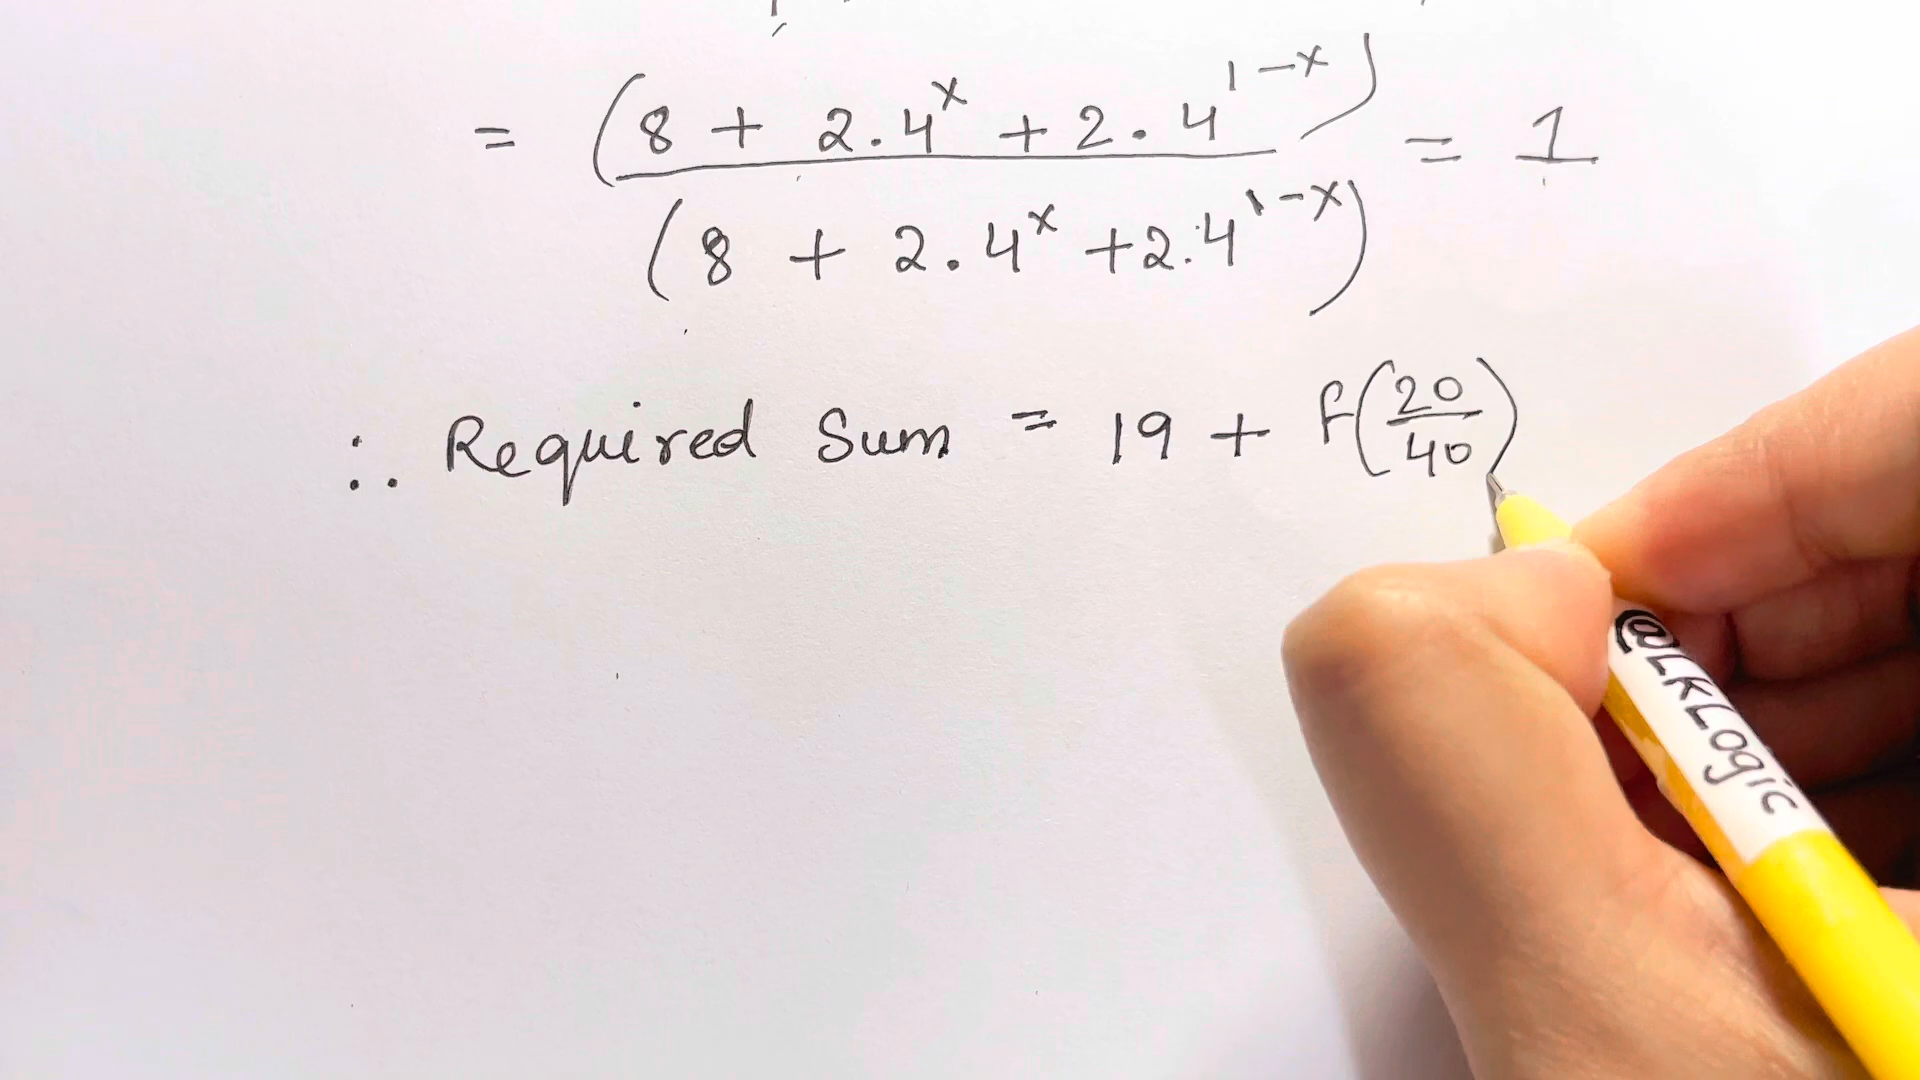 = (8 + 2.4^x + 2.4^(1-x)) / (8 + 2.4^x + 2.4^(1-x)) = 1
∴ Required Sum = 19 + f(20/40)
@LKLogic